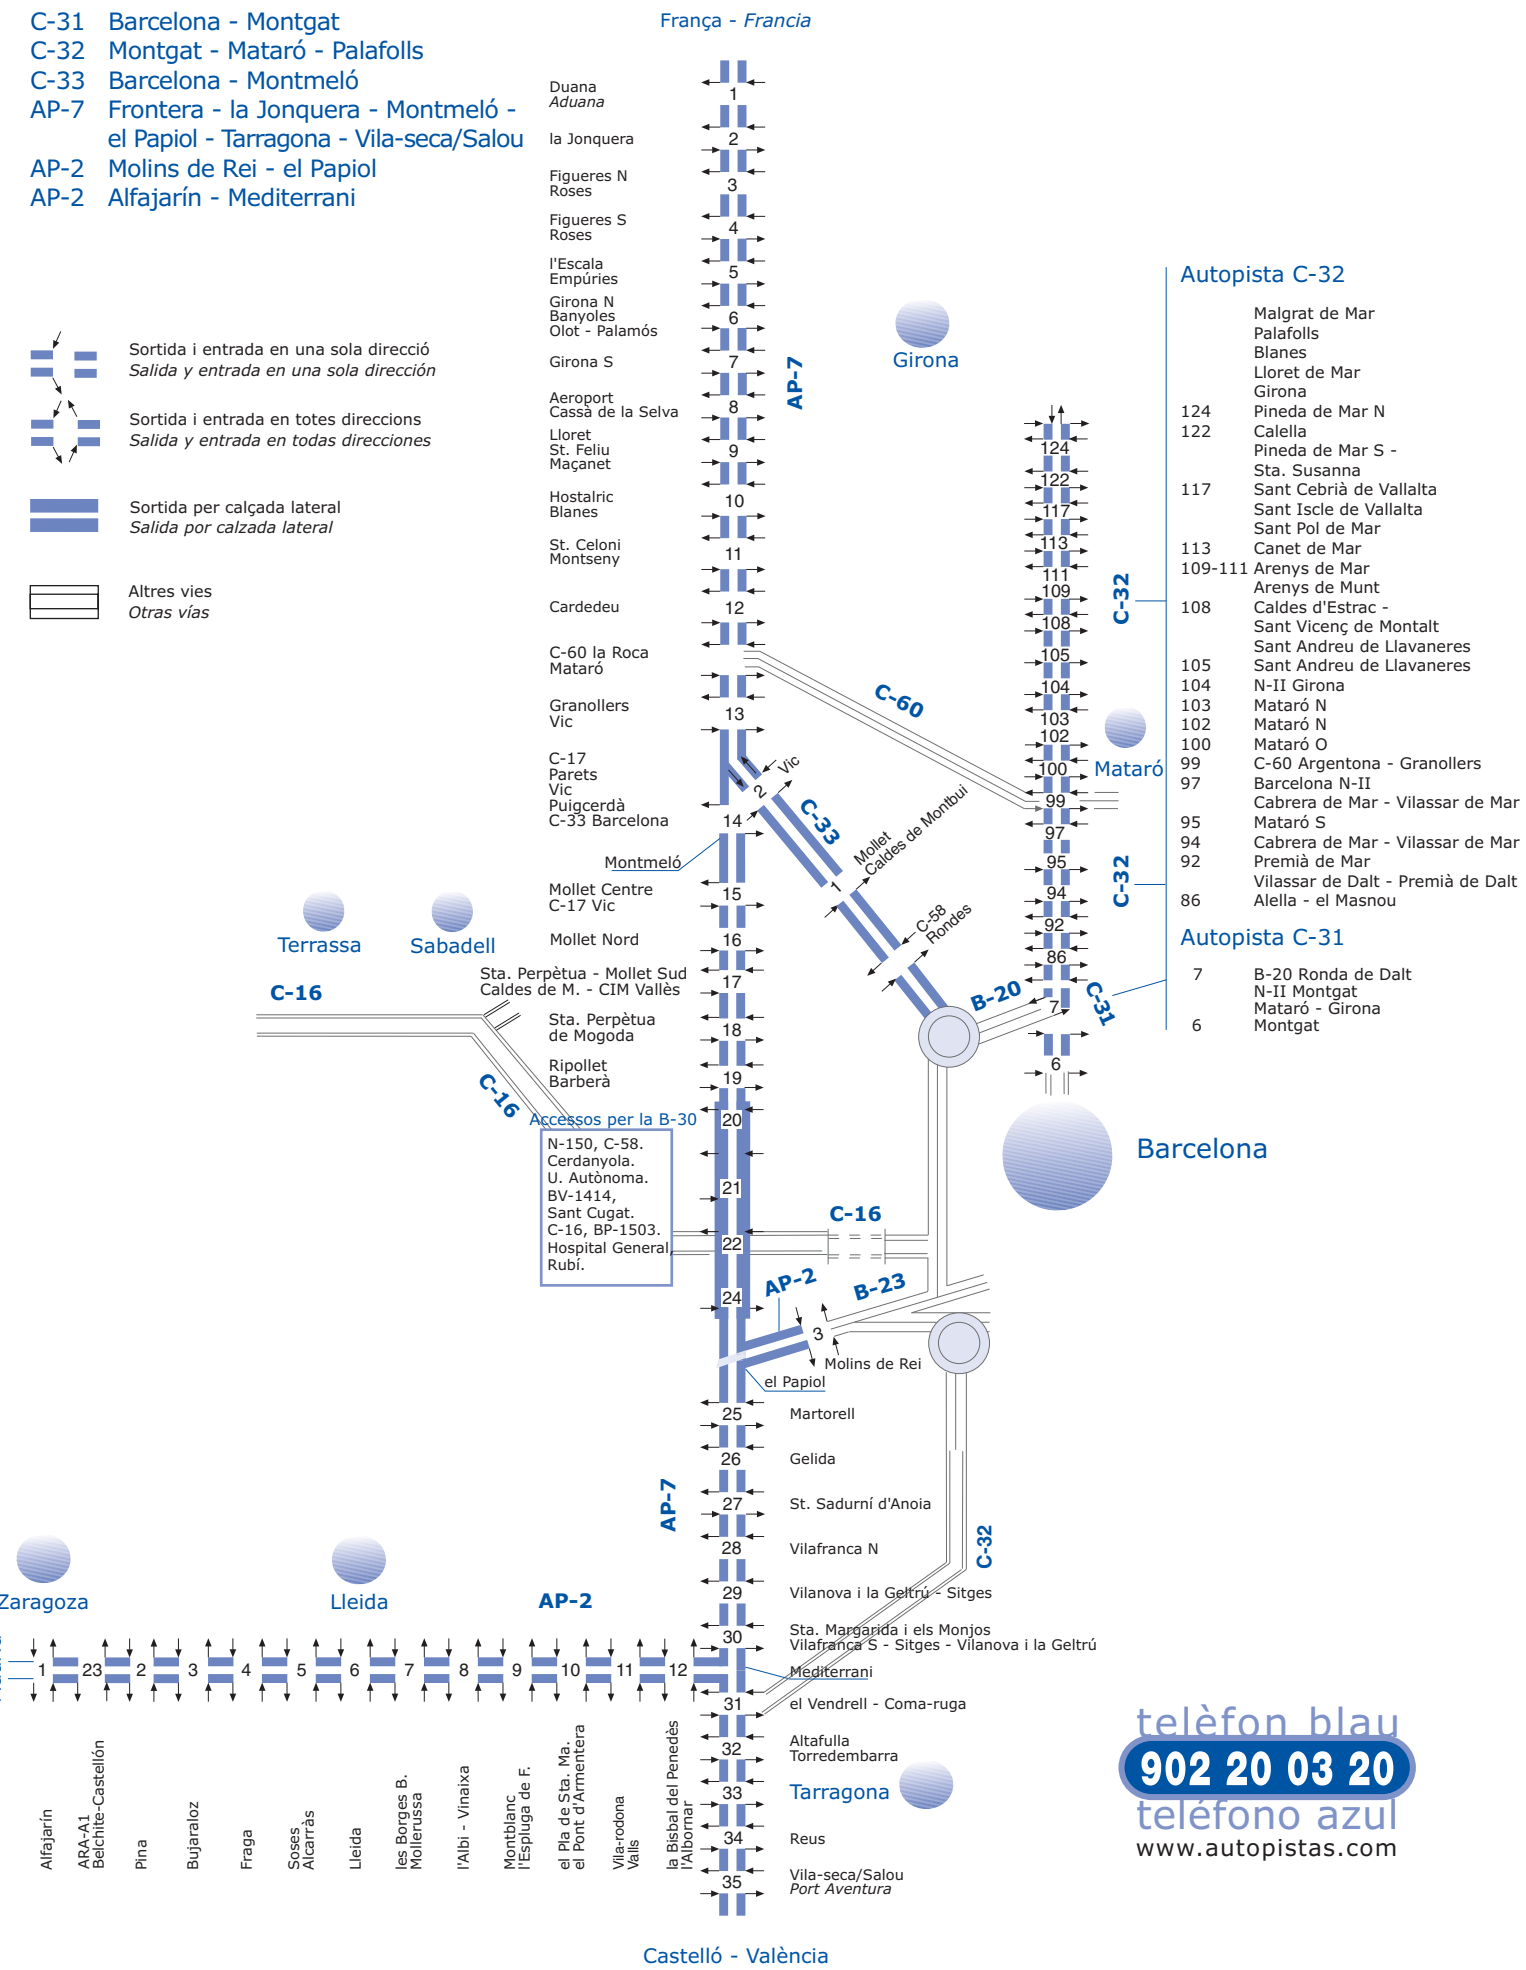 C-31 Barcelona - Montgat
C-32 Montgat - Mataró - Palafolls
C-33 Barcelona - Montmeló
AP-7 Frontera - la Jonquera - Montmeló -
el Papiol - Tarragona - Vila-seca/Salou
AP-2 Molins de Rei - el Papiol
AP-2 Alfajarín - Mediterrani
Sortida i entrada en una sola direcció
Salida y entrada en una sola dirección
Sortida i entrada en totes direccions
Salida y entrada en todas direcciones
Sortida per calçada lateral
Salida por calzada lateral
Altres vies
Otras vías
França - Francia
Duana
Aduana
1
la Jonquera
2
Figueres N
Roses
3
Figueres S
Roses
4
l'Escala
Empúries
5
Girona N
Banyoles
Olot - Palamós
6
Girona S
7
AP-7
Aeroport
Cassà de la Selva
8
Lloret
St. Feliu
Maçanet
9
Hostalric
Blanes
10
St. Celoni
Montseny
11
Cardedeu
12
C-60 la Roca
Mataró
C-60
Granollers
Vic
13
C-17
Parets
Vic
Puigcerdà
C-33 Barcelona
14
Montmeló
Mollet Centre
C-17 Vic
15
Mollet Nord
16
Sta. Perpètua - Mollet Sud
Caldes de M. - CIM Vallès
17
Sta. Perpètua
de Mogoda
18
Ripollet
Barberà
19
Accessos per la B-30
20
N-150, C-58.
Cerdanyola.
U. Autònoma.
BV-1414,
Sant Cugat.
C-16, BP-1503.
Hospital General,
Rubí.
21
22
24
Girona
Terrassa
Sabadell
C-16
C-16
2
Vic
C-33
1
Mollet
Caldes de Montbui
C-58
Rondes
B-20
C-31
C-16
AP-2
B-23
3
Molins de Rei
el Papiol
Mataró
Barcelona
124
122
117
113
111
109
108
105
104
103
102
100
99
97
95
94
92
86
7
6
C-32
C-32
Autopista C-32
Malgrat de Mar
Palafolls
Blanes
Lloret de Mar
Girona
124 Pineda de Mar N
122 Calella
Pineda de Mar S -
Sta. Susanna
117 Sant Cebrià de Vallalta
Sant Iscle de Vallalta
Sant Pol de Mar
113 Canet de Mar
109-111 Arenys de Mar
Arenys de Munt
108 Caldes d'Estrac -
Sant Vicenç de Montalt
Sant Andreu de Llavaneres
105 Sant Andreu de Llavaneres
104 N-II Girona
103 Mataró N
102 Mataró N
100 Mataró O
99 C-60 Argentona - Granollers
97 Barcelona N-II
Cabrera de Mar - Vilassar de Mar
95 Mataró S
94 Cabrera de Mar - Vilassar de Mar
92 Premià de Mar
Vilassar de Dalt - Premià de Dalt
86 Alella - el Masnou
Autopista C-31
7 B-20 Ronda de Dalt
N-II Montgat
Mataró - Girona
6 Montgat
25 Martorell
26 Gelida
AP-7
27 St. Sadurní d'Anoia
28 Vilafranca N
29 Vilanova i la Geltrú - Sitges
30 Sta. Margarida i els Monjos
Vilafranca S - Sitges - Vilanova i la Geltrú
Mediterrani
31 el Vendrell - Coma-ruga
32 Altafulla
Torredembarra
33 Tarragona
34 Reus
35 Vila-seca/Salou
Port Aventura
C-32
Castelló - València
Zaragoza
Lleida
AP-2
1
23
2
3
4
5
6
7
8
9
10
11
12
Alfajarín
ARA-A1
Belchite-Castellón
Pina
Bujaraloz
Fraga
Soses
Alcarràs
Lleida
les Borges B.
Mollerussa
l'Albi - Vinaixa
Montblanc
l'Espluga de F.
el Pla de Sta. Ma.
el Pont d'Armentera
Vila-rodona
Valls
la Bisbal del Penedès
l'Albornar
telèfon blau
902 20 03 20
teléfono azul
www.autopistas.com